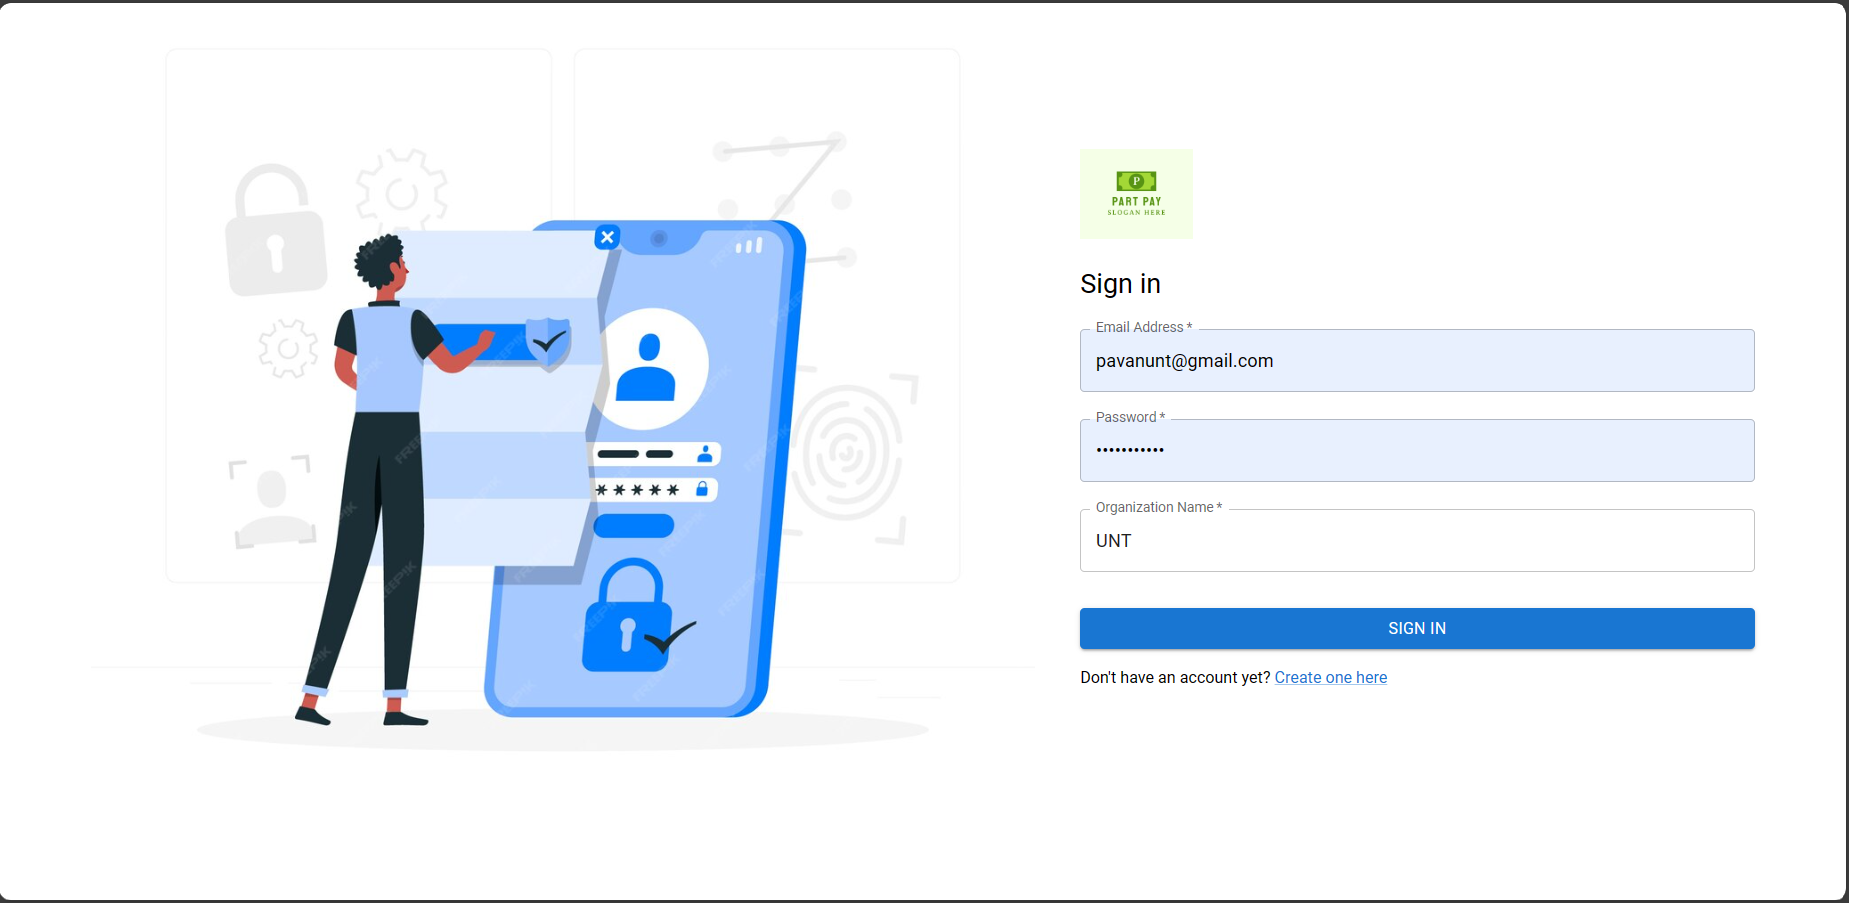 P
PART PAY
SLOGAN HERE
Sign in
Email Address *
pavanunt@gmail.com
Password *
•••••••••••
Organization Name *
UNT
SIGN IN
Don't have an account yet? Create one here
*****
FREEPIK